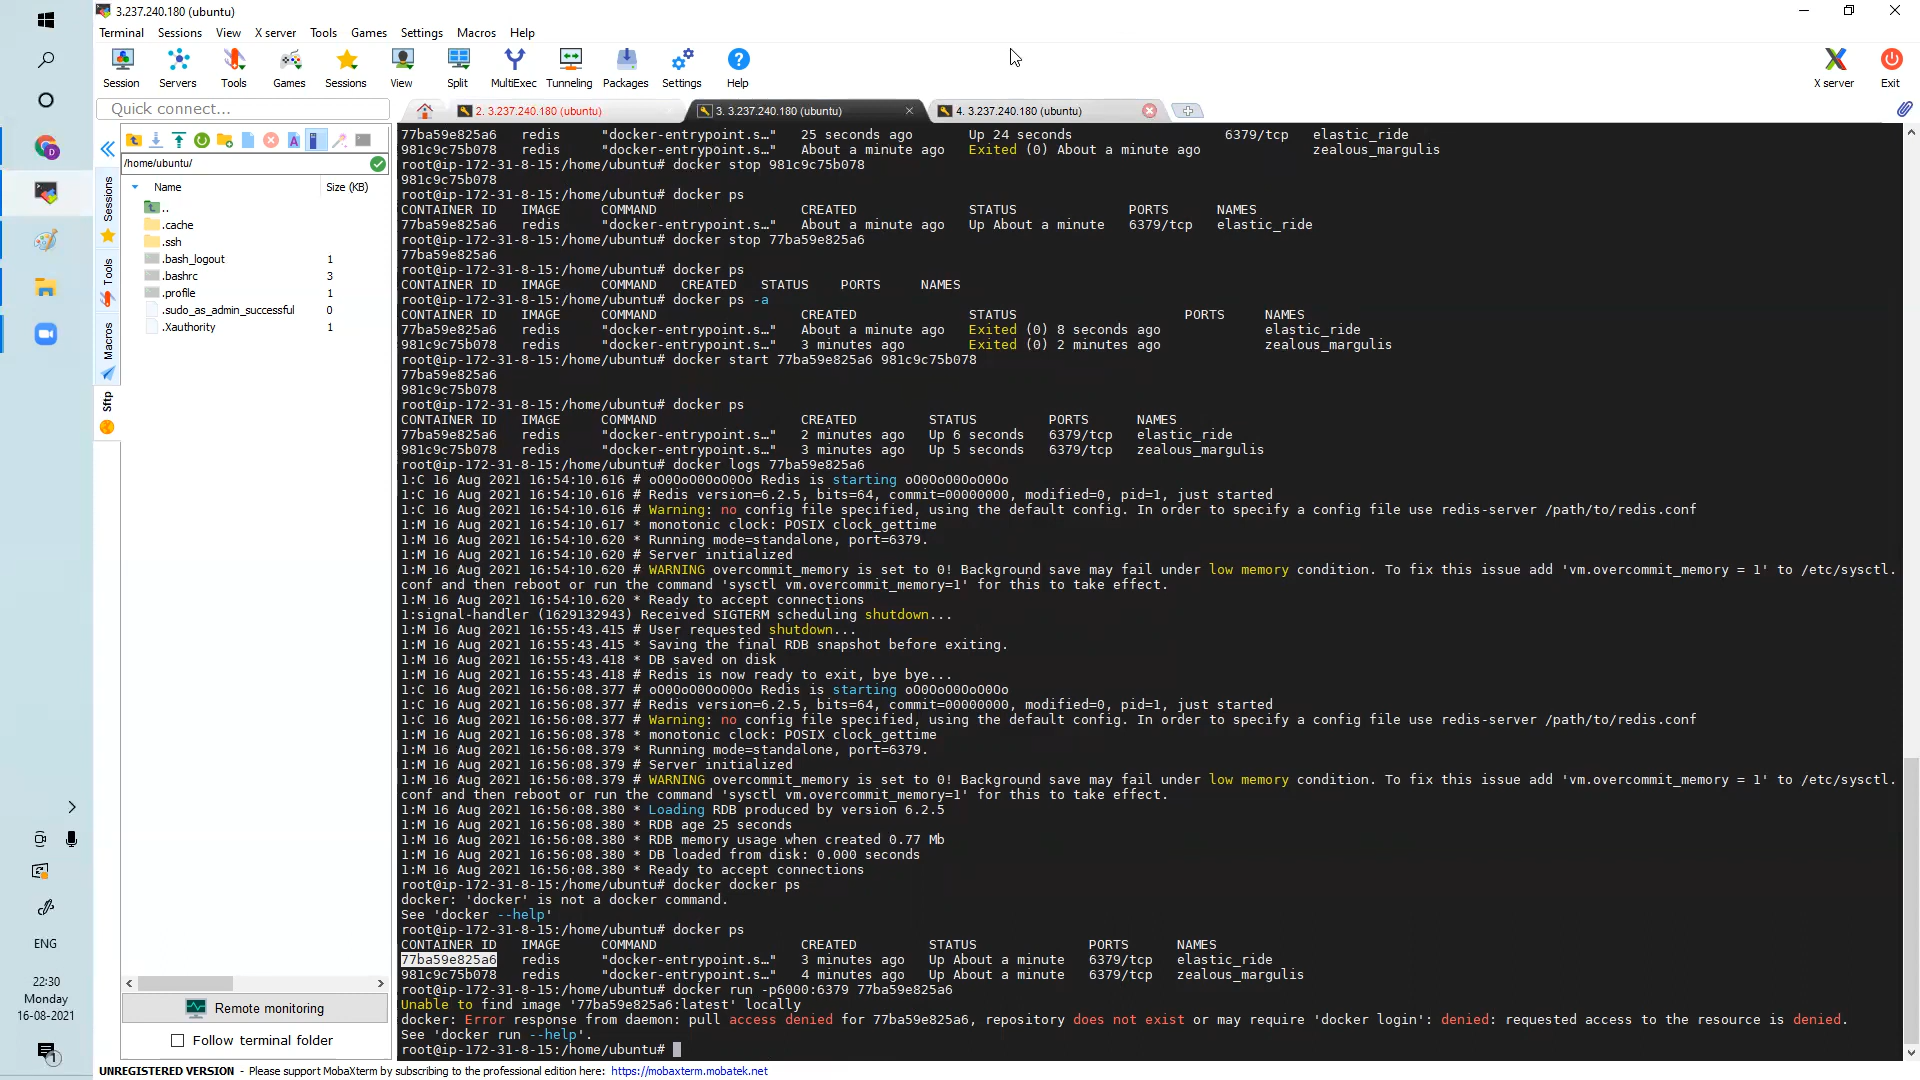 3.237.240.180 (ubuntu)
Terminal Sessions View X server Tools Games Settings Macros Help
Session Servers Tools Games Sessions View Split MultiExec Tunneling Packages Settings Help X server Exit
Quick connect...
2. 3.237.240.180 (ubuntu) 3. 3.237.240.180 (ubuntu) 4. 3.237.240.180 (ubuntu)
/home/ubuntu/
Name Size (KB)
..
.cache
.ssh
.bash_logout 1
.bashrc 3
.profile 1
.sudo_as_admin_successful 0
.Xauthority 1
Sessions
Tools
Macros
Sftp
77ba59e825a6 redis "docker-entrypoint.s…" 25 seconds ago Up 24 seconds 6379/tcp elastic_ride
981c9c75b078 redis "docker-entrypoint.s…" About a minute ago Exited (0) About a minute ago zealous_margulis
root@ip-172-31-8-15:/home/ubuntu# docker stop 981c9c75b078
981c9c75b078
root@ip-172-31-8-15:/home/ubuntu# docker ps
CONTAINER ID IMAGE COMMAND CREATED STATUS PORTS NAMES
77ba59e825a6 redis "docker-entrypoint.s…" About a minute ago Up About a minute 6379/tcp elastic_ride
root@ip-172-31-8-15:/home/ubuntu# docker stop 77ba59e825a6
77ba59e825a6
root@ip-172-31-8-15:/home/ubuntu# docker ps
CONTAINER ID IMAGE COMMAND CREATED STATUS PORTS NAMES
root@ip-172-31-8-15:/home/ubuntu# docker ps -a
CONTAINER ID IMAGE COMMAND CREATED STATUS PORTS NAMES
77ba59e825a6 redis "docker-entrypoint.s…" About a minute ago Exited (0) 8 seconds ago elastic_ride
981c9c75b078 redis "docker-entrypoint.s…" 3 minutes ago Exited (0) 2 minutes ago zealous_margulis
root@ip-172-31-8-15:/home/ubuntu# docker start 77ba59e825a6 981c9c75b078
77ba59e825a6
981c9c75b078
root@ip-172-31-8-15:/home/ubuntu# docker ps
CONTAINER ID IMAGE COMMAND CREATED STATUS PORTS NAMES
77ba59e825a6 redis "docker-entrypoint.s…" 2 minutes ago Up 6 seconds 6379/tcp elastic_ride
981c9c75b078 redis "docker-entrypoint.s…" 3 minutes ago Up 5 seconds 6379/tcp zealous_margulis
root@ip-172-31-8-15:/home/ubuntu# docker logs 77ba59e825a6
1:C 16 Aug 2021 16:54:10.616 # oO0OoO0OoO0Oo Redis is starting oO0OoO0OoO0Oo
1:C 16 Aug 2021 16:54:10.616 # Redis version=6.2.5, bits=64, commit=00000000, modified=0, pid=1, just started
1:C 16 Aug 2021 16:54:10.616 # Warning: no config file specified, using the default config. In order to specify a config file use redis-server /path/to/redis.conf
1:M 16 Aug 2021 16:54:10.617 * monotonic clock: POSIX clock_gettime
1:M 16 Aug 2021 16:54:10.620 * Running mode=standalone, port=6379.
1:M 16 Aug 2021 16:54:10.620 # Server initialized
1:M 16 Aug 2021 16:54:10.620 # WARNING overcommit_memory is set to 0! Background save may fail under low memory condition. To fix this issue add 'vm.overcommit_memory = 1' to /etc/sysctl.
conf and then reboot or run the command 'sysctl vm.overcommit_memory=1' for this to take effect.
1:M 16 Aug 2021 16:54:10.620 * Ready to accept connections
1:signal-handler (1629132943) Received SIGTERM scheduling shutdown...
1:M 16 Aug 2021 16:55:43.415 # User requested shutdown...
1:M 16 Aug 2021 16:55:43.415 * Saving the final RDB snapshot before exiting.
1:M 16 Aug 2021 16:55:43.418 * DB saved on disk
1:M 16 Aug 2021 16:55:43.418 # Redis is now ready to exit, bye bye...
1:C 16 Aug 2021 16:56:08.377 # oO0OoO0OoO0Oo Redis is starting oO0OoO0OoO0Oo
1:C 16 Aug 2021 16:56:08.377 # Redis version=6.2.5, bits=64, commit=00000000, modified=0, pid=1, just started
1:C 16 Aug 2021 16:56:08.377 # Warning: no config file specified, using the default config. In order to specify a config file use redis-server /path/to/redis.conf
1:M 16 Aug 2021 16:56:08.378 * monotonic clock: POSIX clock_gettime
1:M 16 Aug 2021 16:56:08.379 * Running mode=standalone, port=6379.
1:M 16 Aug 2021 16:56:08.379 # Server initialized
1:M 16 Aug 2021 16:56:08.379 # WARNING overcommit_memory is set to 0! Background save may fail under low memory condition. To fix this issue add 'vm.overcommit_memory = 1' to /etc/sysctl.
conf and then reboot or run the command 'sysctl vm.overcommit_memory=1' for this to take effect.
1:M 16 Aug 2021 16:56:08.380 * Loading RDB produced by version 6.2.5
1:M 16 Aug 2021 16:56:08.380 * RDB age 25 seconds
1:M 16 Aug 2021 16:56:08.380 * RDB memory usage when created 0.77 Mb
1:M 16 Aug 2021 16:56:08.380 * DB loaded from disk: 0.000 seconds
1:M 16 Aug 2021 16:56:08.380 * Ready to accept connections
root@ip-172-31-8-15:/home/ubuntu# docker docker ps
docker: 'docker' is not a docker command.
See 'docker --help'
root@ip-172-31-8-15:/home/ubuntu# docker ps
CONTAINER ID IMAGE COMMAND CREATED STATUS PORTS NAMES
77ba59e825a6 redis "docker-entrypoint.s…" 3 minutes ago Up About a minute 6379/tcp elastic_ride
981c9c75b078 redis "docker-entrypoint.s…" 4 minutes ago Up About a minute 6379/tcp zealous_margulis
root@ip-172-31-8-15:/home/ubuntu# docker run -p6000:6379 77ba59e825a6
Unable to find image '77ba59e825a6:latest' locally
docker: Error response from daemon: pull access denied for 77ba59e825a6, repository does not exist or may require 'docker login': denied: requested access to the resource is denied.
See 'docker run --help'.
root@ip-172-31-8-15:/home/ubuntu#
Remote monitoring
Follow terminal folder
UNREGISTERED VERSION - Please support MobaXterm by subscribing to the professional edition here: https://mobaxterm.mobatek.net
ENG
22:30
Monday
16-08-2021
1